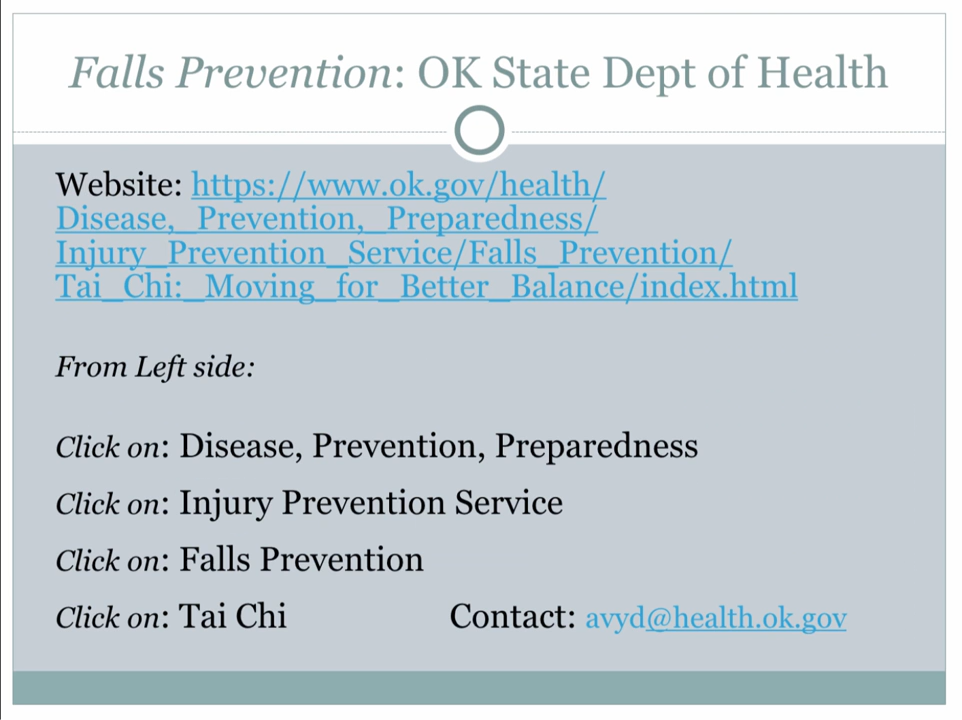 Falls Prevention: OK State Dept of Health
Website: https://www.ok.gov/health/
Disease,_Prevention,_Preparedness/
Injury_Prevention_Service/Falls_Prevention/
Tai_Chi:_Moving_for_Better_Balance/index.html
From Left side:
Click on: Disease, Prevention, Preparedness
Click on: Injury Prevention Service
Click on: Falls Prevention
Click on: Tai Chi Contact: avyd@health.ok.gov